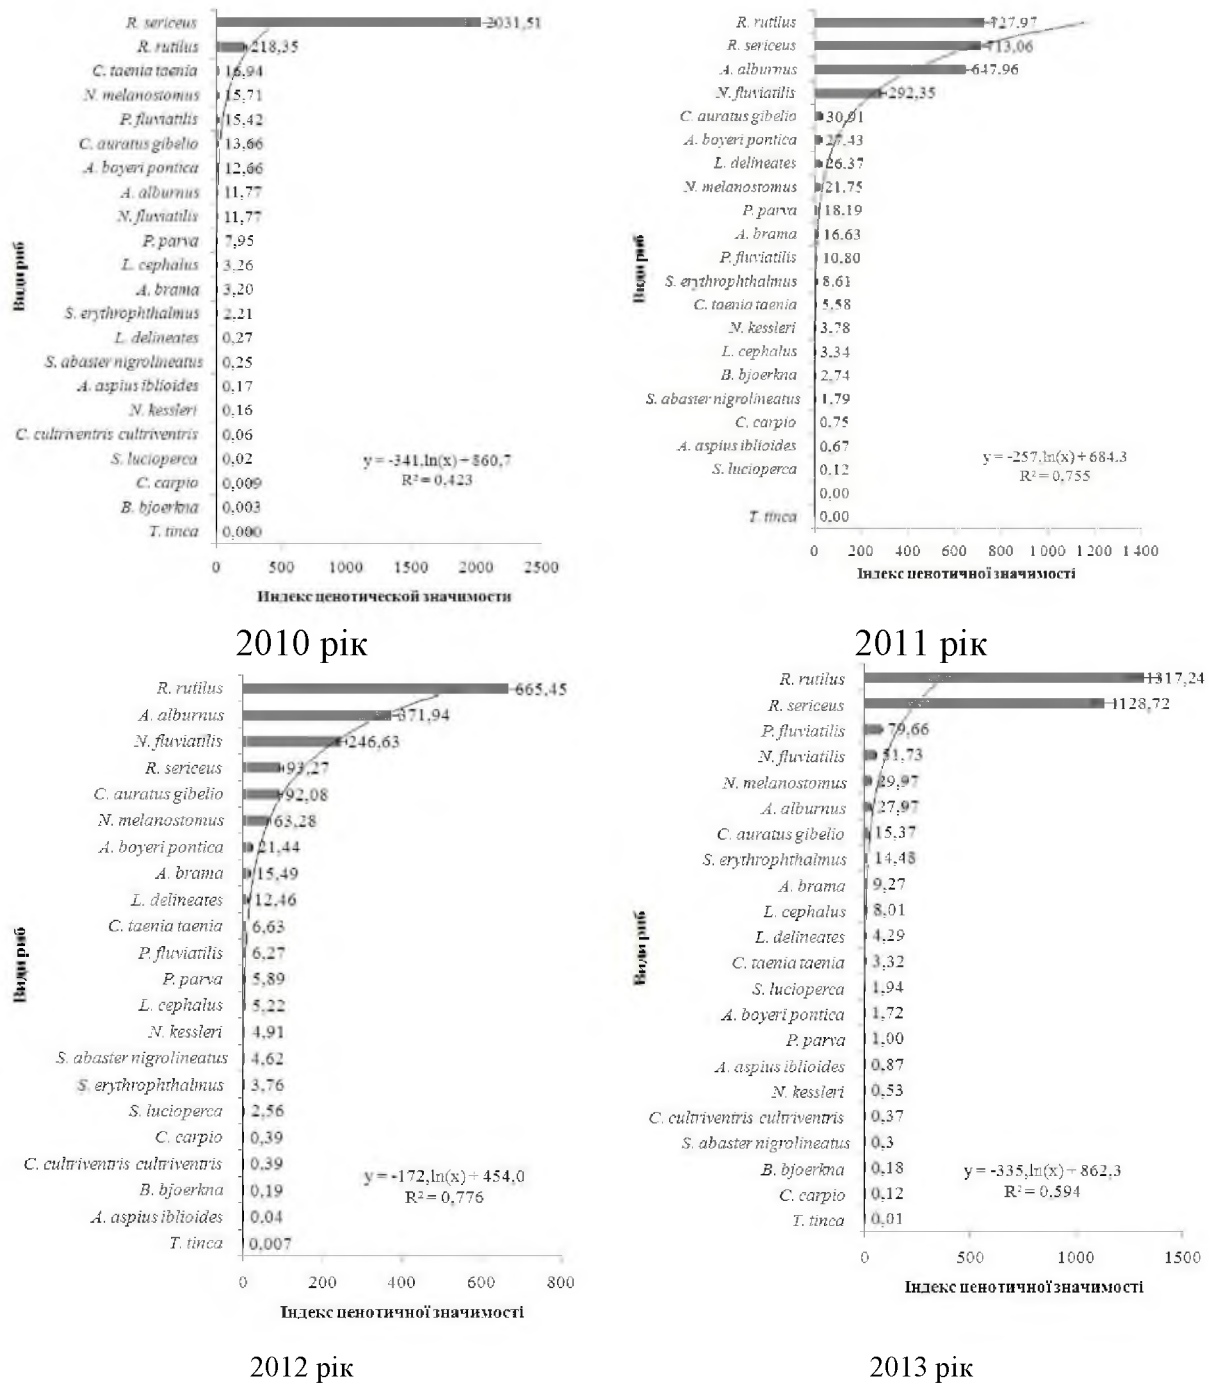 Види риб
R. sericeus 2031,51
R. rutilus 218,35
C. taenia taenia 16,94
N. melanostomus 15,71
P. fluviatilis 15,42
C. auratus gibelio 13,66
A. boyeri pontica 12,66
A. alburnus 11,77
N. fluviatilis 11,77
P. parva 7,95
L. cephalus 3,26
A. brama 3,20
S. erythrophthalmus 2,21
L. delineates 0,27
S. abaster nigrolineatus 0,25
A. aspius iblioides 0,17
N. kessleri 0,16
C. cultriventris cultriventris 0,06
S. lucioperca 0,02
C. carpio 0,009
B. bjoerkna 0,003
T. tinca 0,000
y = -341,ln(x) + 860,7
R² = 0,423
0 500 1000 1500 2000 2500
Индекс ценотической значимости
2010 рік
Види риб
R. rutilus 727,97
R. sericeus 713,06
A. alburnus 647,96
N. fluviatilis 292,35
C. auratus gibelio 30,91
A. boyeri pontica 27,43
L. delineates 26,37
N. melanostomus 21,75
P. parva 18,19
A. brama 16,63
P. fluviatilis 10,80
S. erythrophthalmus 8,61
C. taenia taenia 5,58
N. kessleri 3,78
L. cephalus 3,34
B. bjoerkna 2,74
S. abaster nigrolineatus 1,79
C. carpio 0,75
A. aspius iblioides 0,67
S. lucioperca 0,12
0,00
T. tinca 0,00
y = -257,ln(x) + 684,3
R² = 0,755
0 200 400 600 800 1 000 1 200 1 400
Індекс ценотичної значимості
2011 рік
Види риб
R. rutilus 665,45
A. alburnus 371,94
N. fluviatilis 246,63
R. sericeus 93,27
C. auratus gibelio 92,08
N. melanostomus 63,28
A. boyeri pontica 21,44
A. brama 15,49
L. delineates 12,46
C. taenia taenia 6,63
P. fluviatilis 6,27
P. parva 5,89
L. cephalus 5,22
N. kessleri 4,91
S. abaster nigrolineatus 4,62
S. erythrophthalmus 3,76
S. lucioperca 2,56
C. carpio 0,39
C. cultriventris cultriventris 0,39
B. bjoerkna 0,19
A. aspius iblioides 0,04
T. tinca 0,007
y = -172,ln(x) + 454,0
R² = 0,776
0 200 400 600 800
Індекс ценотичної значимості
2012 рік
Види риб
R. rutilus 1317,24
R. sericeus 1128,72
P. fluviatilis 79,66
N. fluviatilis 51,73
N. melanostomus 29,97
A. alburnus 27,97
C. auratus gibelio 15,37
S. erythrophthalmus 14,48
A. brama 9,27
L. cephalus 8,01
L. delineates 4,29
C. taenia taenia 3,32
S. lucioperca 1,94
A. boyeri pontica 1,72
P. parva 1,00
A. aspius iblioides 0,87
N. kessleri 0,53
C. cultriventris cultriventris 0,37
S. abaster nigrolineatus 0,3
B. bjoerkna 0,18
C. carpio 0,12
T. tinca 0,01
y = -335,ln(x) + 862,3
R² = 0,594
0 500 1000 1500
Індекс ценотичної значимості
2013 рік